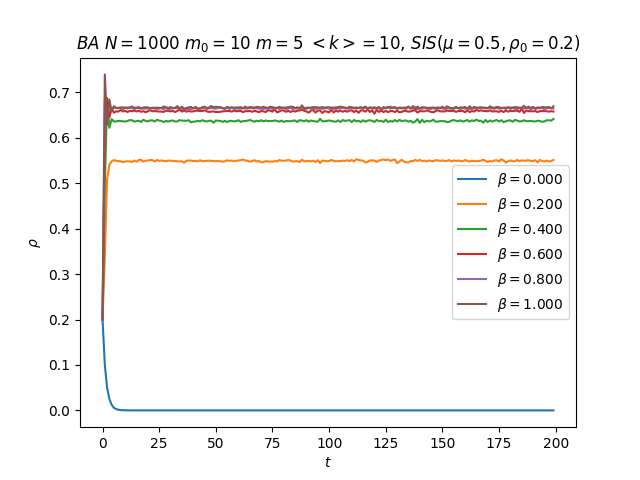 BA N = 1000 m₀ = 10 m = 5 < k > = 10, SIS(μ = 0.5, ρ₀ = 0.2)
0.7
0.6
0.5
0.4
0.3
0.2
0.1
0.0
ρ
β = 0.000
β = 0.200
β = 0.400
β = 0.600
β = 0.800
β = 1.000
0 25 50 75 100 125 150 175 200
t